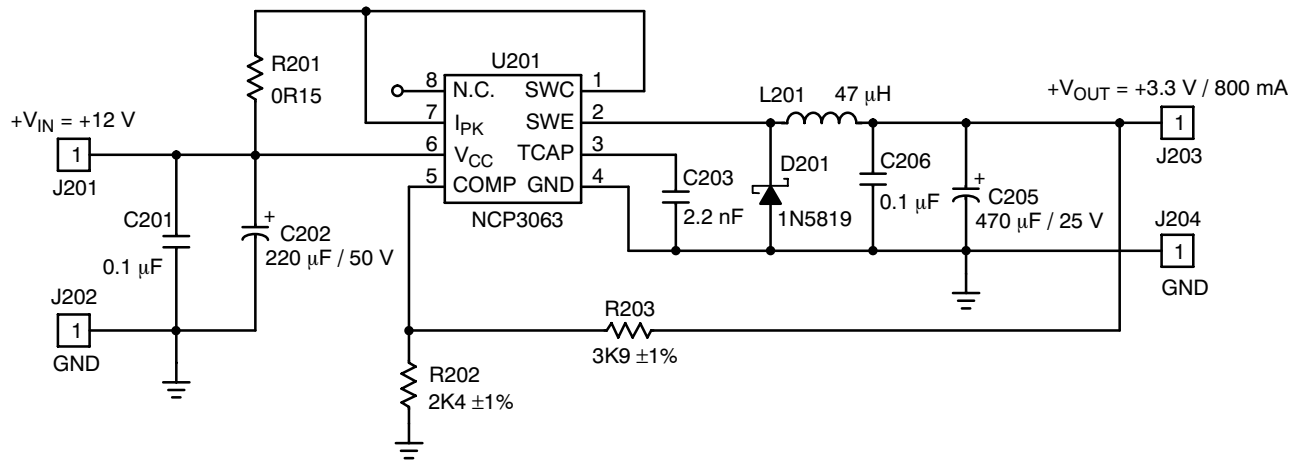 R201
0R15
U201
8
N.C.
SWC
1
7
IPK
SWE
2
6
VCC
TCAP
3
5
COMP
GND
4
NCP3063
+VIN = +12 V
1
J201
C201
0.1 μF
+
C202
220 μF / 50 V
J202
1
GND
L201
47 μH
+VOUT = +3.3 V / 800 mA
1
J203
C203
2.2 nF
D201
1N5819
C206
0.1 μF
+
C205
470 μF / 25 V
J204
1
GND
R203
3K9 ±1%
R202
2K4 ±1%